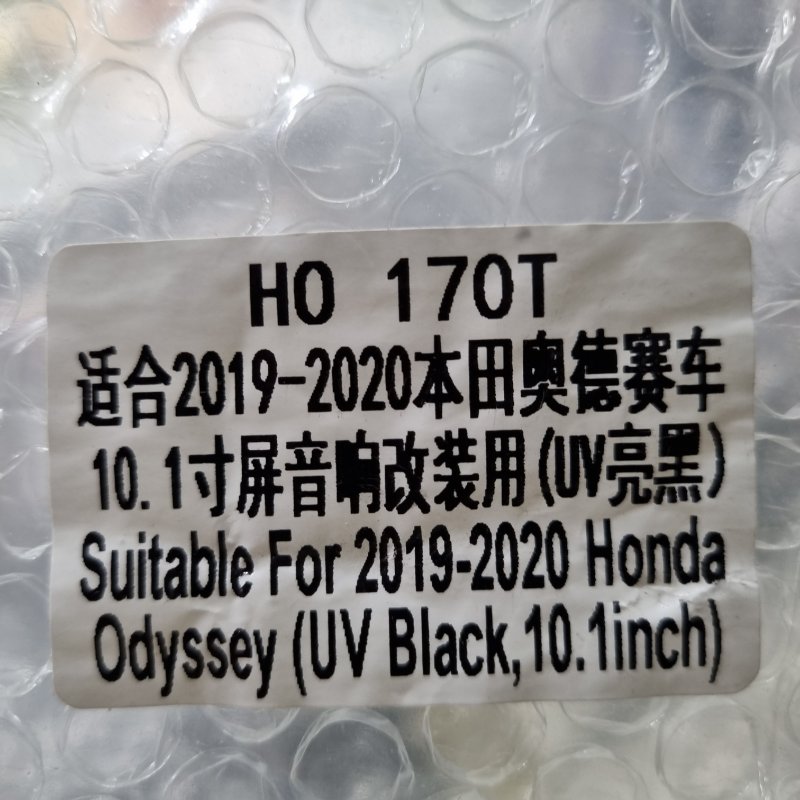 HO 170T
适合2019-2020本田奥德赛车
10.1寸屏音响改装用(UV亮黑)
Suitable For 2019-2020 Honda
Odyssey (UV Black,10.1inch)